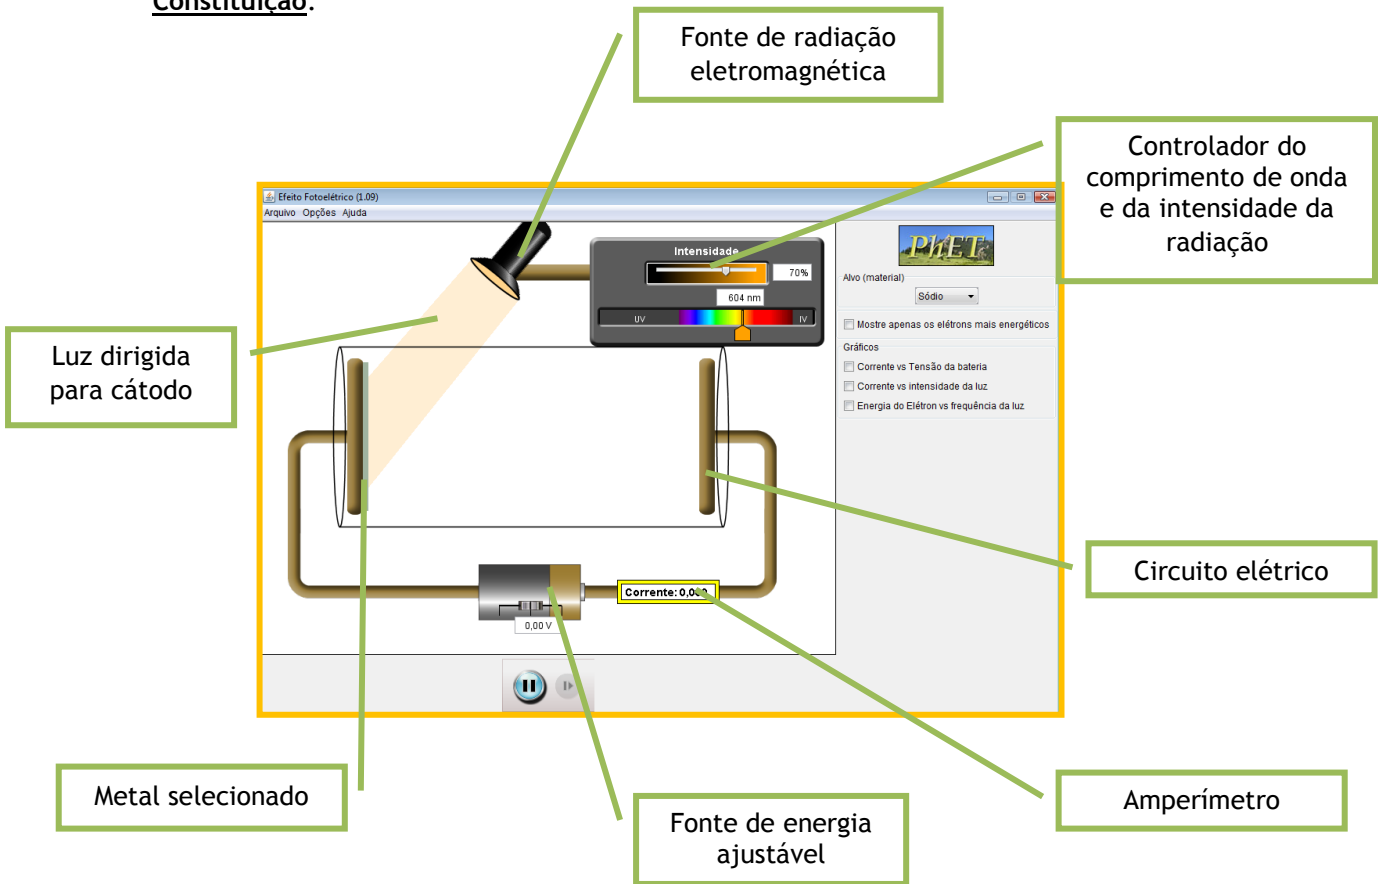 Constituição:
Fonte de radiação
eletromagnética
Controlador do
comprimento de onda
e da intensidade da
radiação
Efeito Fotoelétrico (1.09)
Arquivo Opções Ajuda
Intensidade
70%
604 nm
UV
IV
PhET
Alvo (material)
Sódio
Mostre apenas os elétrons mais energéticos
Gráficos
Corrente vs Tensão da bateria
Corrente vs intensidade da luz
Energia do Elétron vs frequência da luz
Luz dirigida
para cátodo
Corrente:
0,00 V
Circuito elétrico
Metal selecionado
Fonte de energia
ajustável
Amperímetro